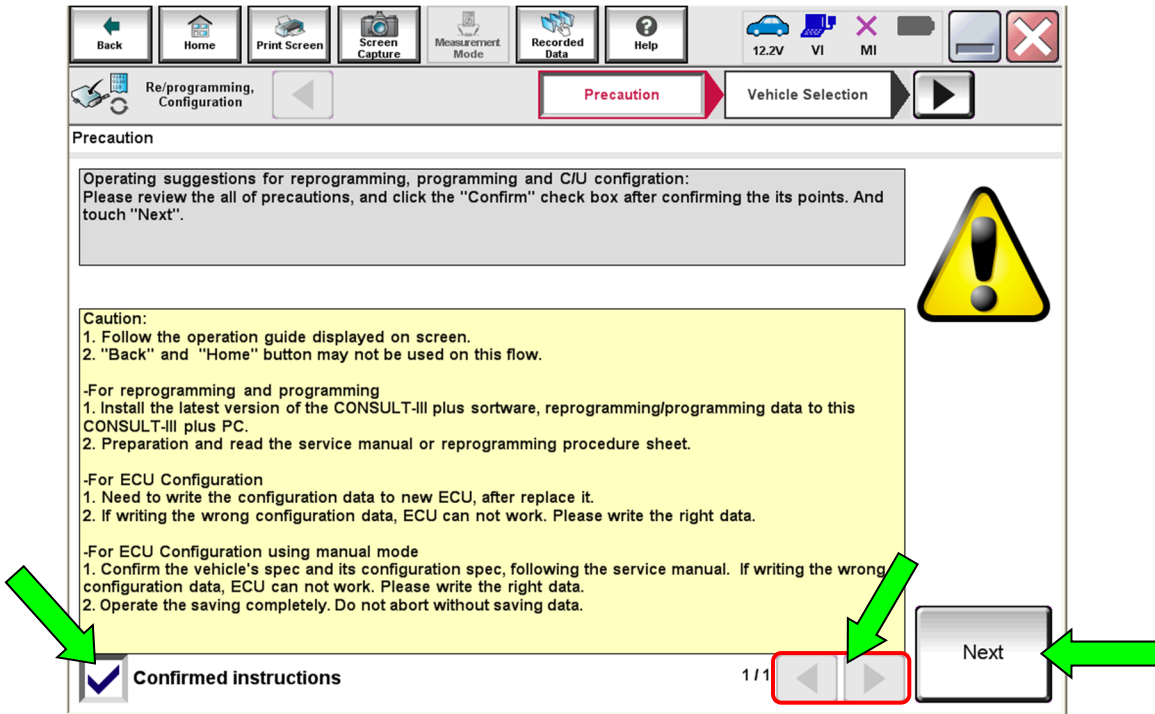 Back
Home
Print Screen
Screen
Capture
Measurement
Mode
Recorded
Data
Help
12.2V
VI
MI
Re/programming,
Configuration
Precaution
Vehicle Selection
Precaution
Operating suggestions for reprogramming, programming and C/U configration:
Please review the all of precautions, and click the "Confirm" check box after confirming the its points. And
touch "Next".
Caution:
1. Follow the operation guide displayed on screen.
2. "Back" and "Home" button may not be used on this flow.
-For reprogramming and programming
1. Install the latest version of the CONSULT-III plus sortware, reprogramming/programming data to this
CONSULT-III plus PC.
2. Preparation and read the service manual or reprogramming procedure sheet.
-For ECU Configuration
1. Need to write the configuration data to new ECU, after replace it.
2. If writing the wrong configuration data, ECU can not work. Please write the right data.
-For ECU Configuration using manual mode
1. Confirm the vehicle's spec and its configuration spec, following the service manual. If writing the wrong
configuration data, ECU can not work. Please write the right data.
2. Operate the saving completely. Do not abort without saving data.
Confirmed instructions
1/1
Next